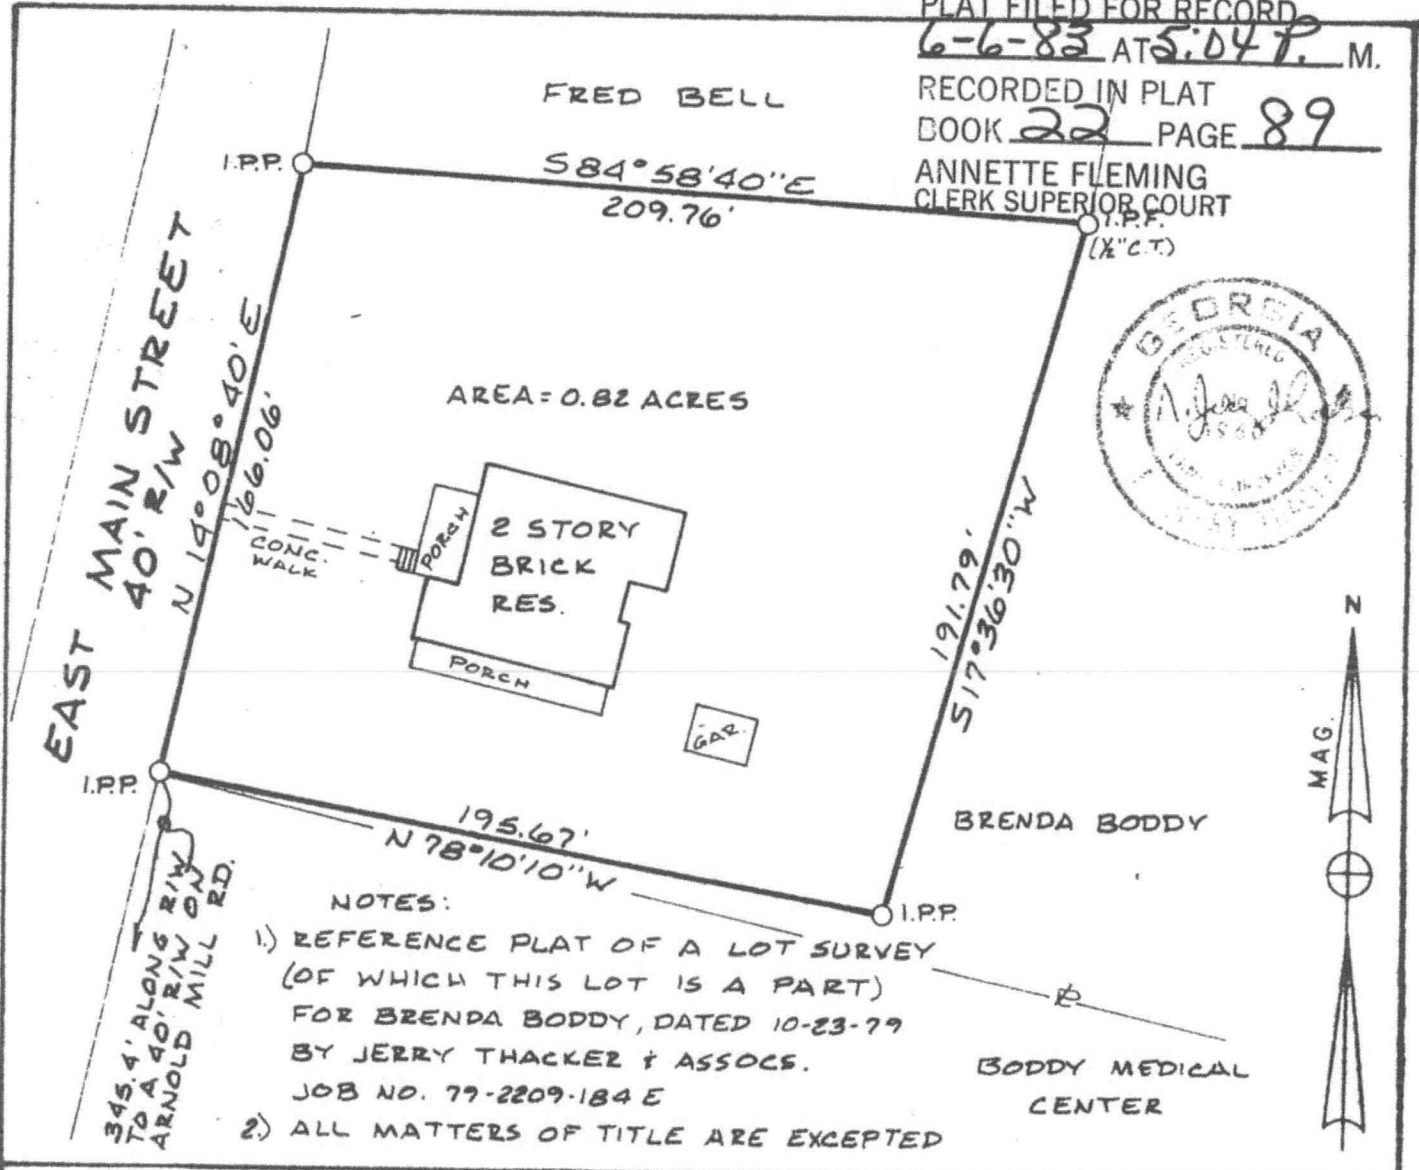 PLAT FILED FOR RECORD
6-6-83 AT 5:04 P. M.
RECORDED IN PLAT
BOOK 22 PAGE 89
ANNETTE FLEMING
CLERK SUPERIOR COURT
FRED BELL
I.P.P.
S 84° 58' 40" E
209.76'
I.P.F.
(½" C.T.)
GEORGIA
REGISTERED
EAST MAIN STREET
40' R/W
N 14° 08' 40" E
166.06'
AREA = 0.82 ACRES
CONC.
WALK
PORCH
2 STORY
BRICK
RES.
PORCH
GAR.
191.79'
S 17° 36' 30" W
N
MAG.
I.P.P.
195.67'
N 78° 10' 10" W
BRENDA BODDY
I.P.P.
345.4' ALONG R/W
TO A 40' R/W ON
ARNOLD MILL RD.
NOTES:
1.) REFERENCE PLAT OF A LOT SURVEY
(OF WHICH THIS LOT IS A PART)
FOR BRENDA BODDY, DATED 10-23-79
BY JERRY THACKER & ASSOCS.
JOB NO. 79-2209-184 E
2.) ALL MATTERS OF TITLE ARE EXCEPTED
BODDY MEDICAL
CENTER